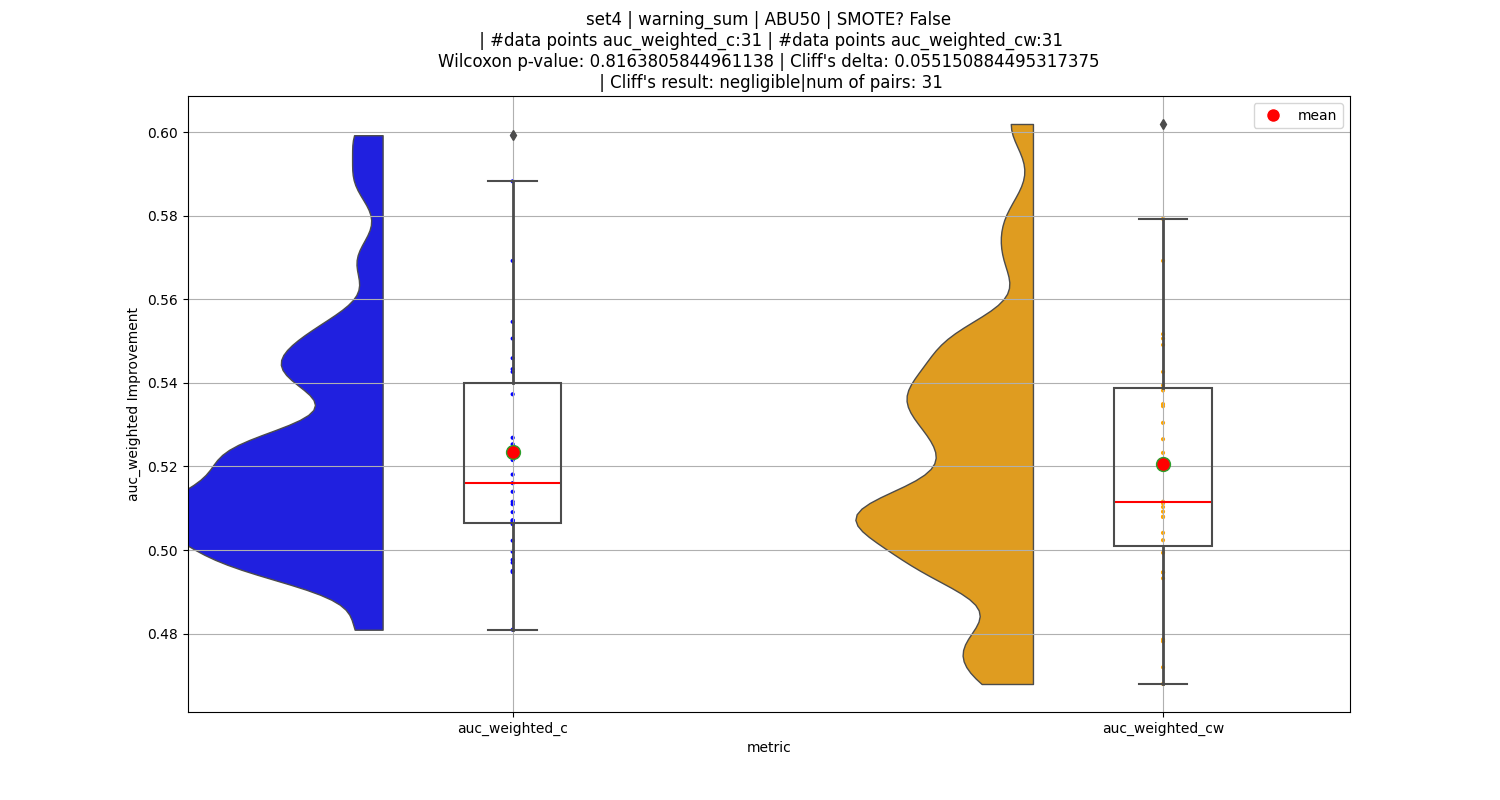 set4 | warning_sum | ABU50 | SMOTE? False
| #data points auc_weighted_c:31 | #data points auc_weighted_cw:31
Wilcoxon p-value: 0.8163805844961138 | Cliff's delta: 0.055150884495317375
| Cliff's result: negligible|num of pairs: 31
mean
0.60
0.58
0.56
0.54
0.52
0.50
0.48
auc_weighted Improvement
auc_weighted_c
auc_weighted_cw
metric